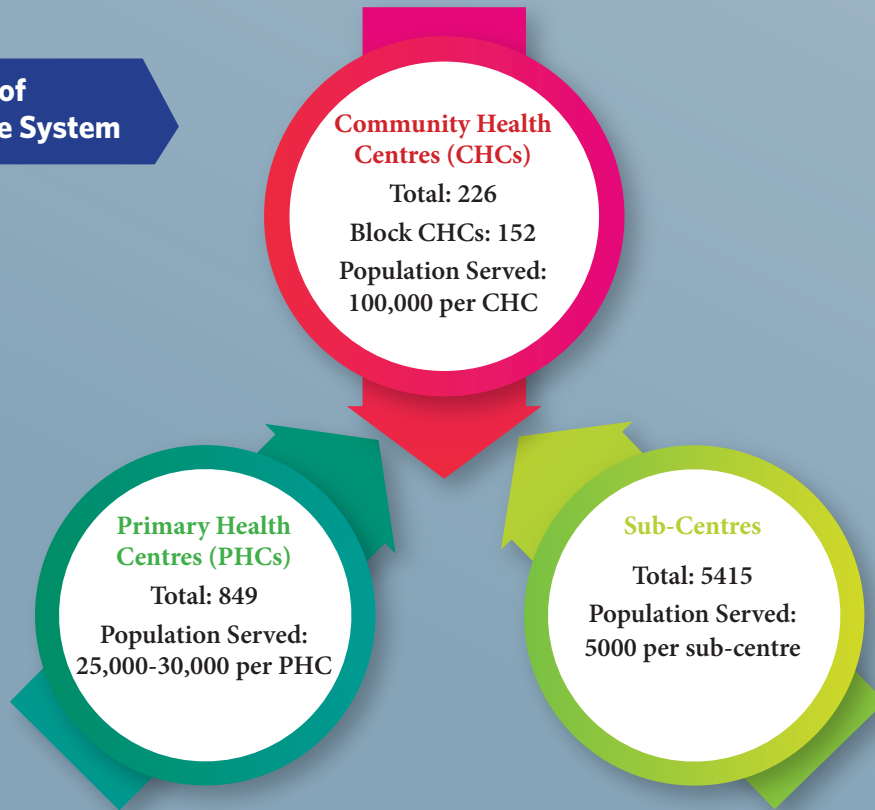 of
e System
Community Health
Centres (CHCs)
Total: 226
Block CHCs: 152
Population Served:
100,000 per CHC
Primary Health
Centres (PHCs)
Total: 849
Population Served:
25,000-30,000 per PHC
Sub-Centres
Total: 5415
Population Served:
5000 per sub-centre